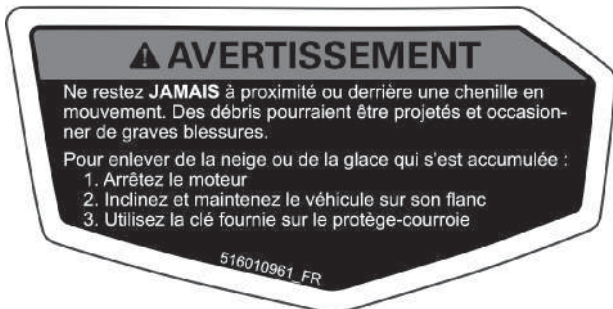 AVERTISSEMENT
Ne restez JAMAIS à proximité ou derrière une chenille en
mouvement. Des débris pourraient être projetés et occasion-
ner de graves blessures.
Pour enlever de la neige ou de la glace qui s'est accumulée :
1. Arrêtez le moteur
2. Inclinez et maintenez le véhicule sur son flanc
3. Utilisez la clé fournie sur le protège-courroie
516010961_FR